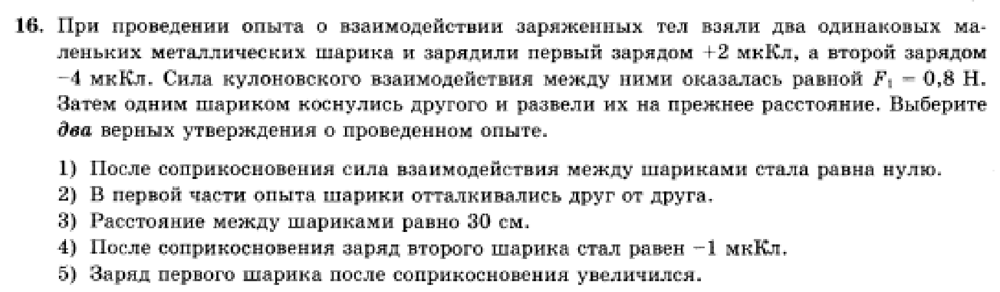 16. При проведении опыта о взаимодействии заряженных тел взяли два одинаковых ма-
леньких металлических шарика и зарядили первый зарядом +2 мкКл, а второй зарядом
−4 мкКл. Сила кулоновского взаимодействия между ними оказалась равной F₁ = 0,8 Н.
Затем одним шариком коснулись другого и развели их на прежнее расстояние. Выберите
два верных утверждения о проведенном опыте.
1) После соприкосновения сила взаимодействия между шариками стала равна нулю.
2) В первой части опыта шарики отталкивались друг от друга.
3) Расстояние между шариками равно 30 см.
4) После соприкосновения заряд второго шарика стал равен −1 мкКл.
5) Заряд первого шарика после соприкосновения увеличился.